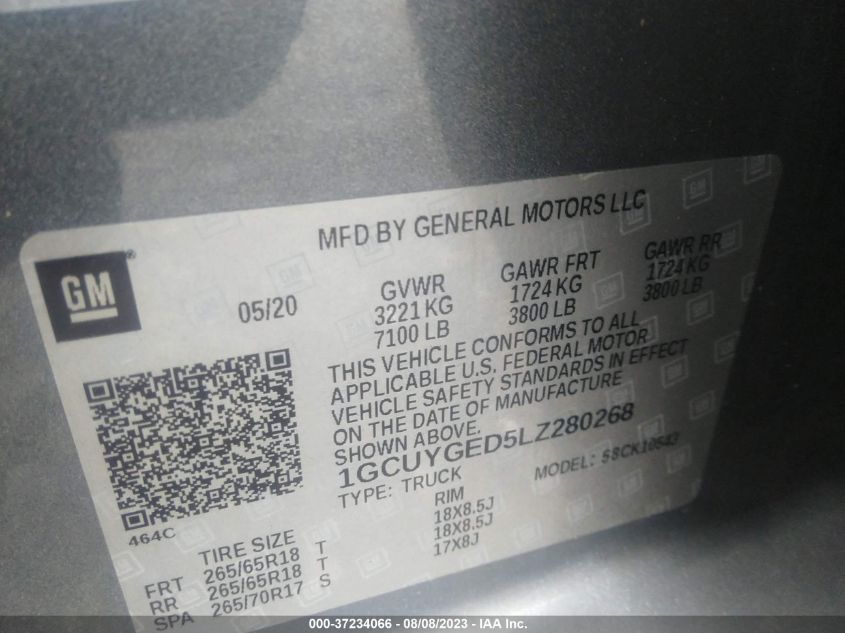 MFD BY GENERAL MOTORS LLC
GM
05/20
GVWR
3221 KG
7100 LB
GAWR FRT
1724 KG
3800 LB
GAWR RR
1724 KG
3800 LB
THIS VEHICLE CONFORMS TO ALL
APPLICABLE U.S. FEDERAL MOTOR
VEHICLE SAFETY STANDARDS IN EFFECT
ON THE DATE OF MANUFACTURE
SHOWN ABOVE.
1GCUYGED5LZ280268
TYPE: TRUCK
MODEL: SSCK10543
464C
TIRE SIZE
RIM
FRT 265/65R18 T 18X8.5J
RR 265/65R18 T 18X8.5J
SPA 265/70R17 S 17X8J
000-37234066 - 08/08/2023 - IAA Inc.